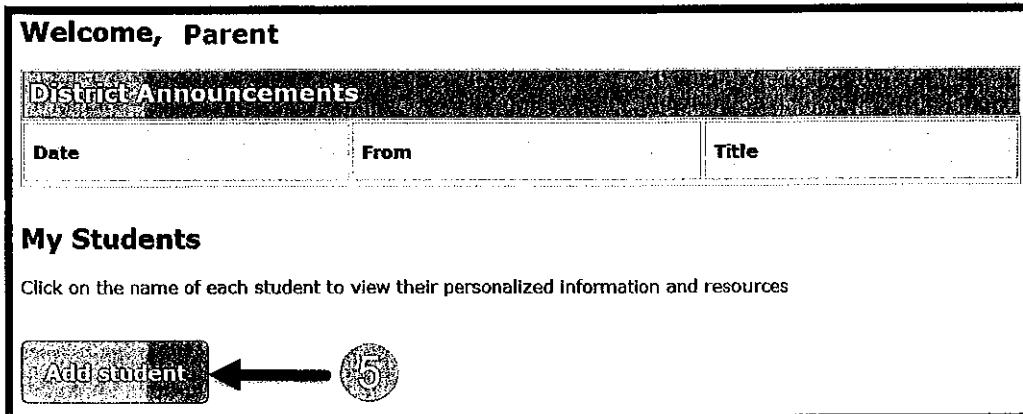 Welcome, Parent
District Announcements
Date From Title
My Students
Click on the name of each student to view their personalized information and resources
Add student 5